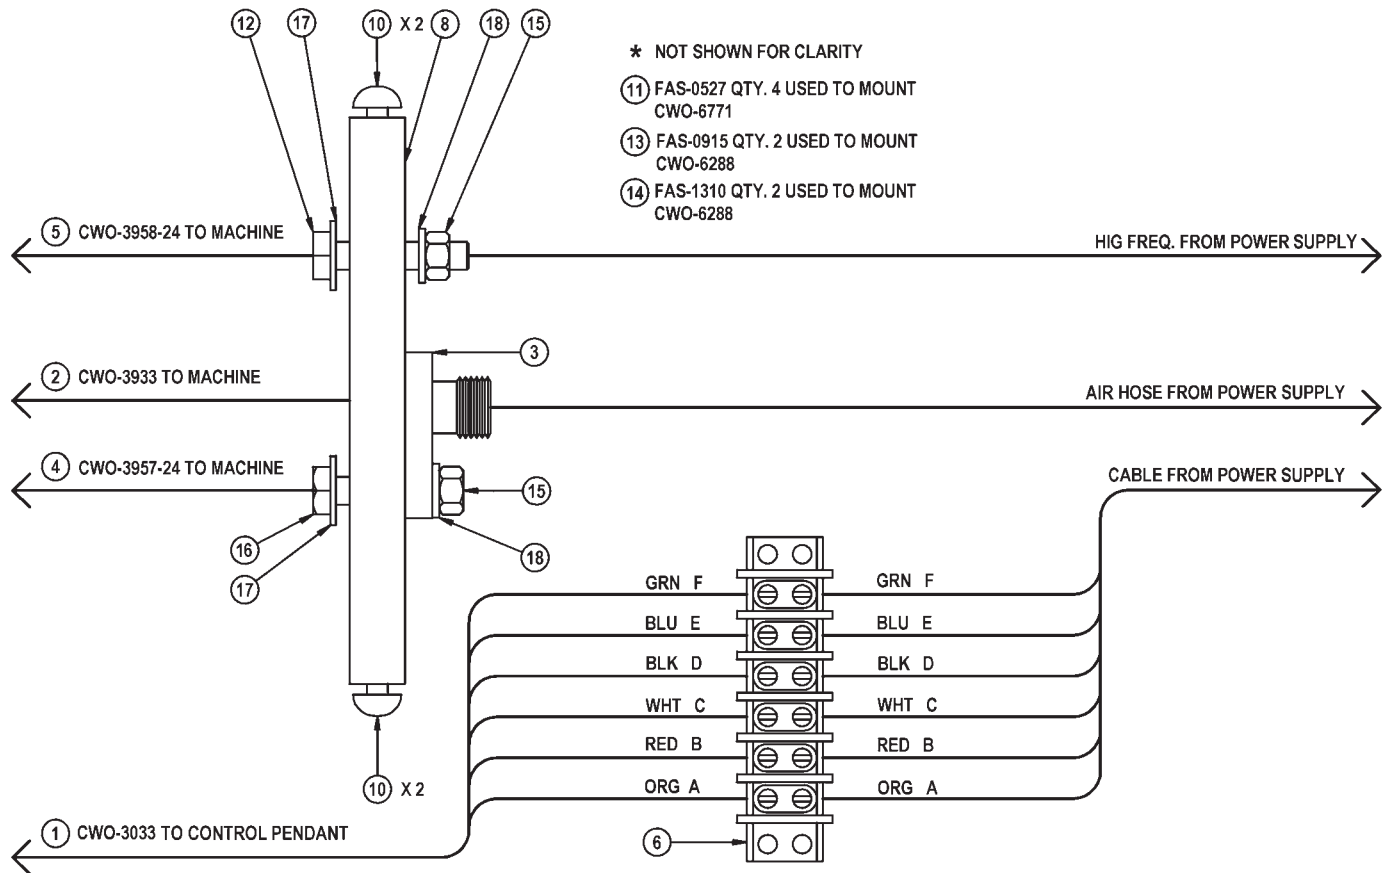 12 17 10 X 2 8 18 15
* NOT SHOWN FOR CLARITY
11 FAS-0527 QTY. 4 USED TO MOUNT
CWO-6771
13 FAS-0915 QTY. 2 USED TO MOUNT
CWO-6288
14 FAS-1310 QTY. 2 USED TO MOUNT
CWO-6288
5 CWO-3958-24 TO MACHINE
HIG FREQ. FROM POWER SUPPLY
3
2 CWO-3933 TO MACHINE
AIR HOSE FROM POWER SUPPLY
4 CWO-3957-24 TO MACHINE
CABLE FROM POWER SUPPLY
15
16
18
17
GRN F
GRN F
BLU E
BLU E
BLK D
BLK D
WHT C
WHT C
RED B
RED B
ORG A
ORG A
10 X 2
1 CWO-3033 TO CONTROL PENDANT
6